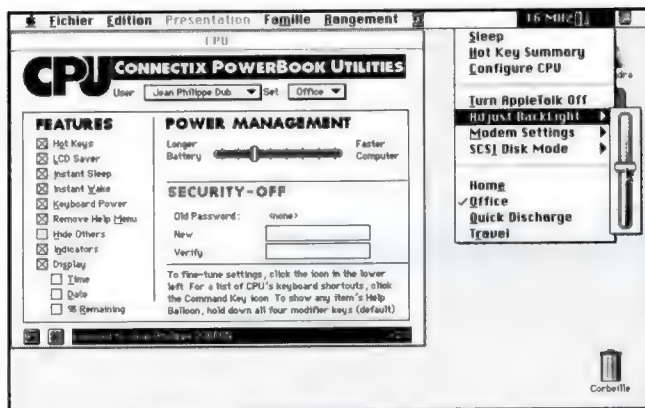 Fichier Edition Presentation Famille Rangement
16 MHZ
CPU
CPU CONNECTIX POWERBOOK UTILITIES
User Jean Philippe Dub. Set Office
FEATURES
Hot Keys
LCD Saver
Instant Sleep
Instant Wake
Keyboard Power
Remove Help Menu
Hide Others
Indicators
Display
Time
Date
% Remaining
POWER MANAGEMENT
Longer Battery
Faster Computer
SECURITY-OFF
Old Password: <none>
New
Verify
To fine-tune settings, click the icon in the lower
left. For a list of CPU's keyboard shortcuts, click
the Command Key icon. To show any item's Help
Balloon, hold down all four modifier keys (default)
Sleep
Hot Key Summary
Configure CPU
Turn AppleTalk Off
Adjust BackLight
Modem Settings
SCSI Disk Mode
Home
Office
Quick Discharge
Travel
Corbeille